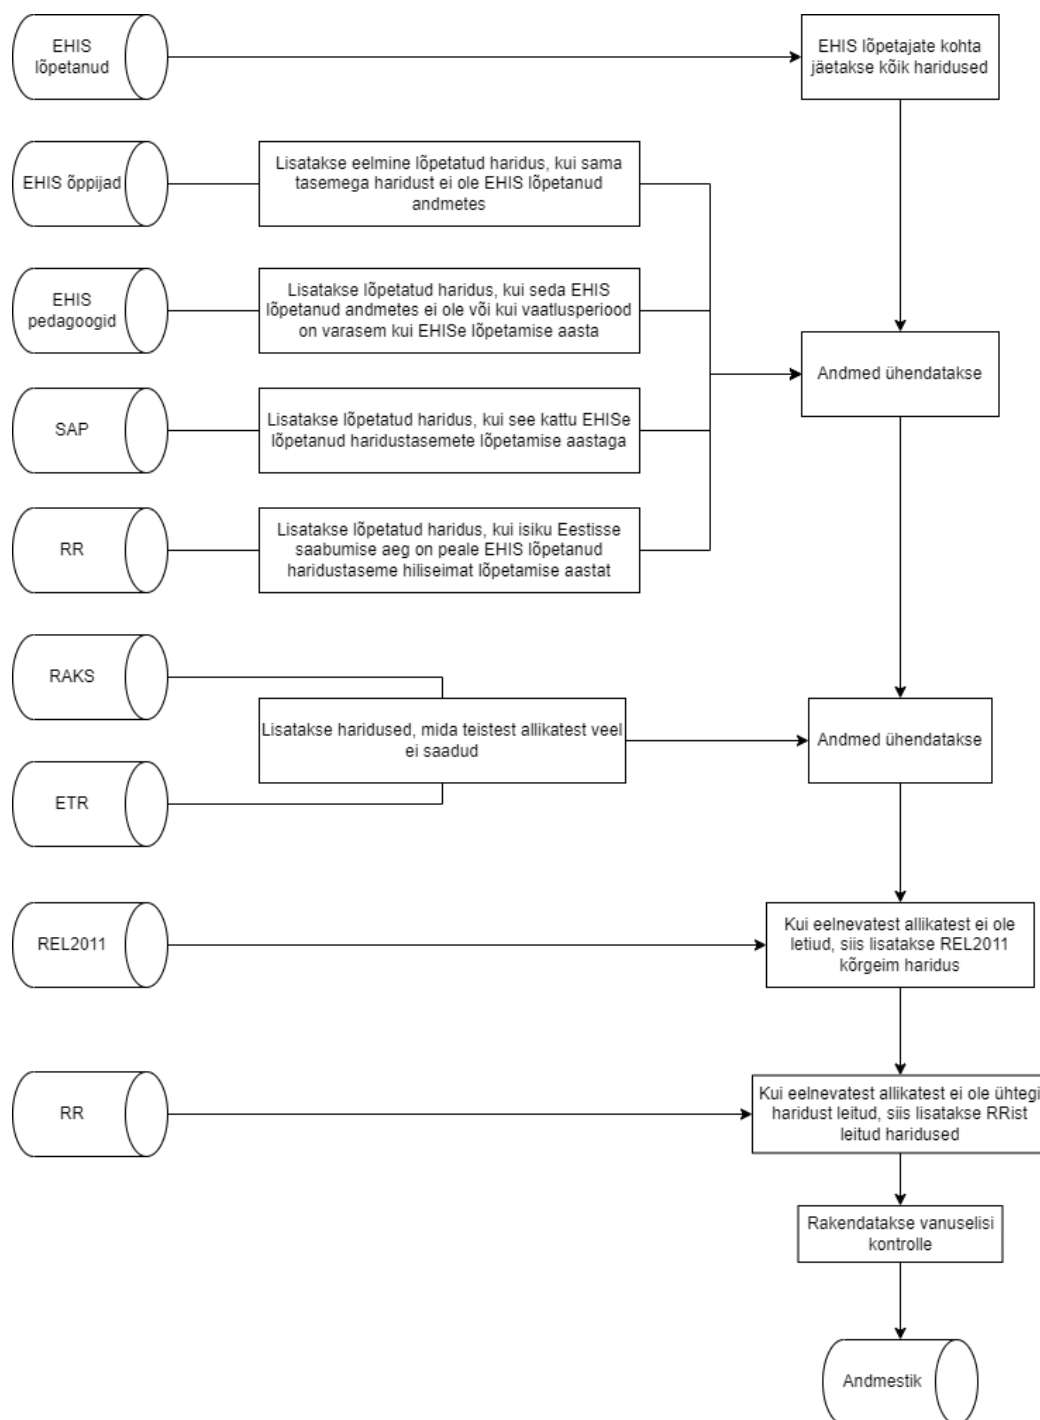 EHIS
lõpetanud
EHIS lõpetajate kohta
jäetakse kõik haridused
EHIS õppijad
Lisatakse eelmine lõpetatud haridus, kui sama
tasemega haridust ei ole EHIS lõpetanud
andmetes
EHIS
pedagoogid
Lisatakse lõpetatud haridus, kui seda EHIS
lõpetanud andmetes ei ole või kui vaatlusperiood
on varasem kui EHISe lõpetamise aasta
Andmed ühendatakse
SAP
Lisatakse lõpetatud haridus, kui see kattu EHISe
lõpetanud haridustasemete lõpetamise aastaga
RR
Lisatakse lõpetatud haridus, kui isiku Eestisse
saabumise aeg on peale EHIS lõpetanud
haridustaseme hiliseimat lõpetamise aastat
RAKS
Lisatakse haridused, mida teistest allikatest veel
ei saadud
Andmed ühendatakse
ETR
REL2011
Kui eelnevatest allikatest ei ole
letiud, siis lisatakse REL2011
kõrgeim haridus
RR
Kui eelnevatest allikatest ei ole ühtegi
haridust leitud, siis lisatakse RRist
leitud haridused
Rakendatakse vanuselisi
kontrolle
Andmestik